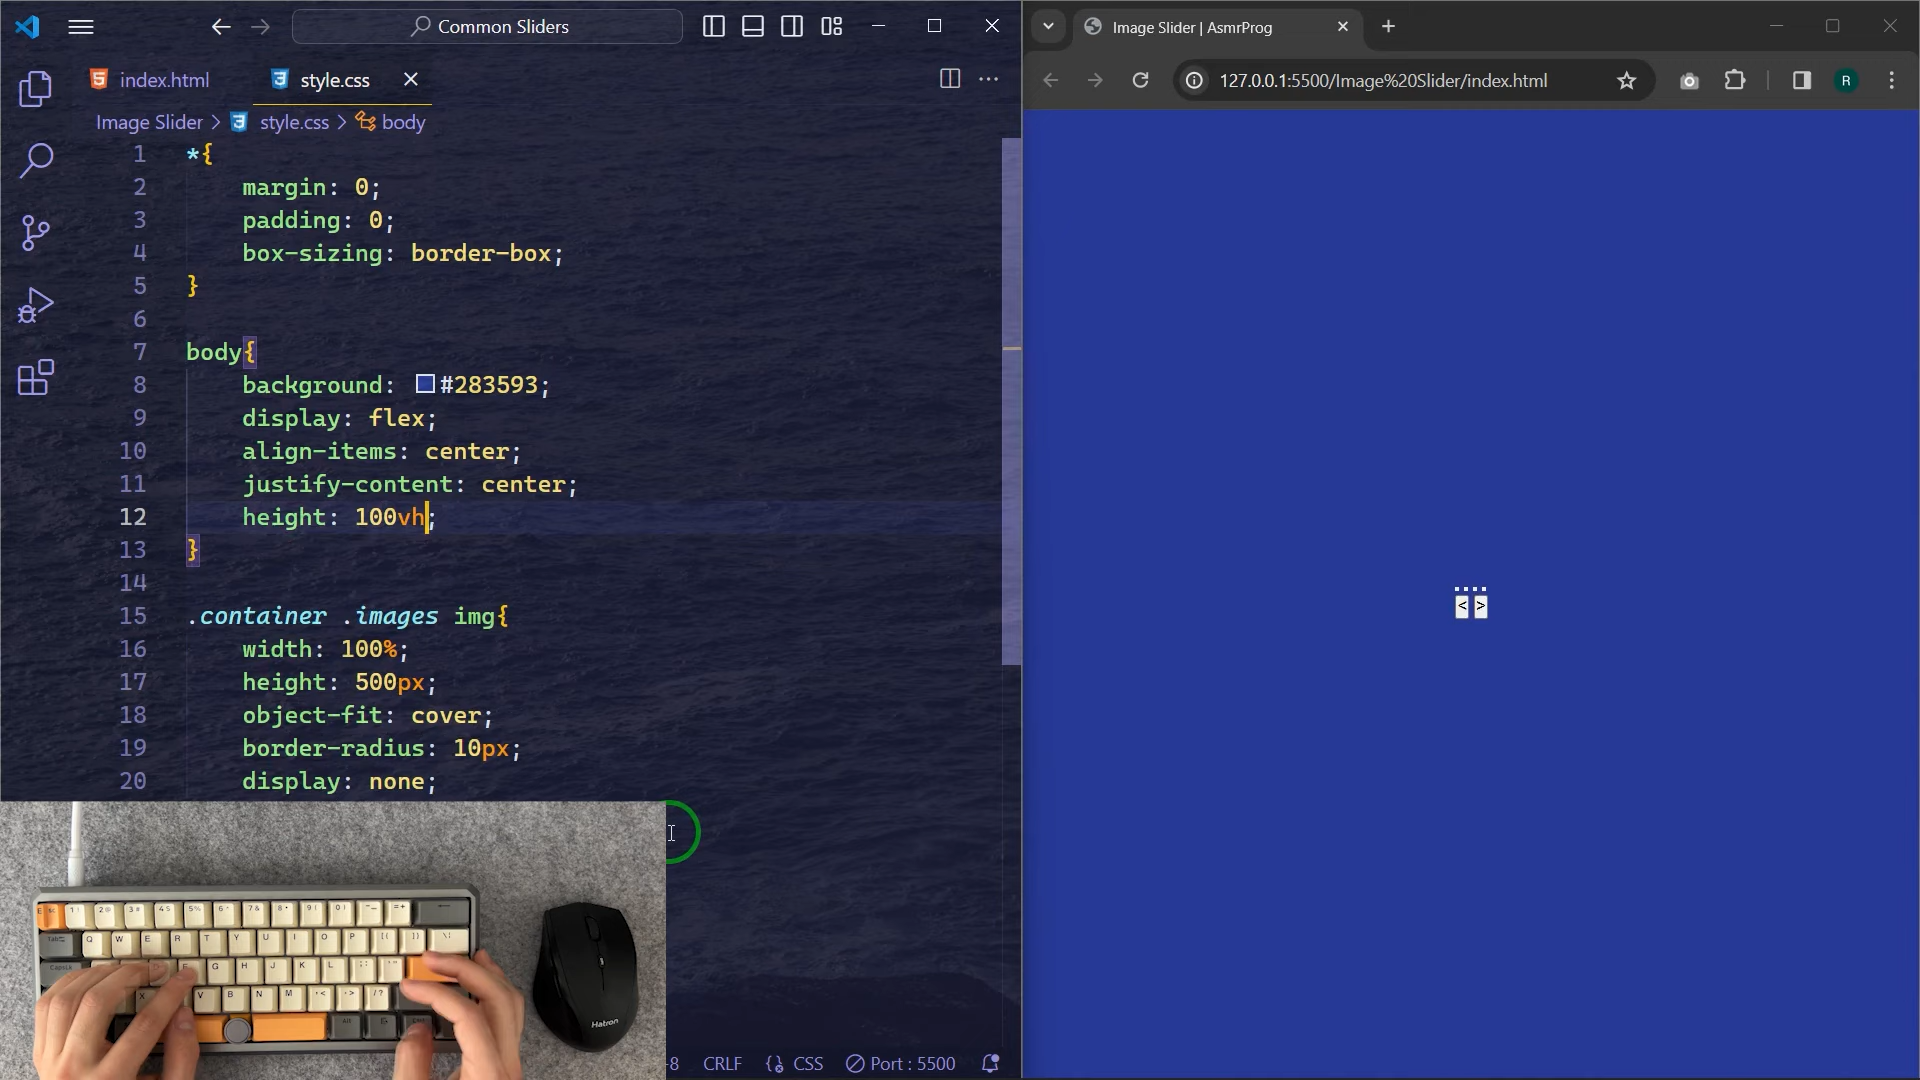 Common Sliders
index.html
style.css
Image Slider > style.css > body
1 *{
2 margin: 0;
3 padding: 0;
4 box-sizing: border-box;
5 }
6
7 body{
8 background: #283593;
9 display: flex;
10 align-items: center;
11 justify-content: center;
12 height: 100vh;
13 }
14
15 .container .images img{
16 width: 100%;
17 height: 500px;
18 object-fit: cover;
19 border-radius: 10px;
20 display: none;
-8 CRLF {} CSS Port : 5500
Image Slider | AsmrProg
127.0.0.1:5500/Image%20Slider/index.html
R
< >
Q W E R T Y U I O P
G H J K L
X V B N M
Hatron